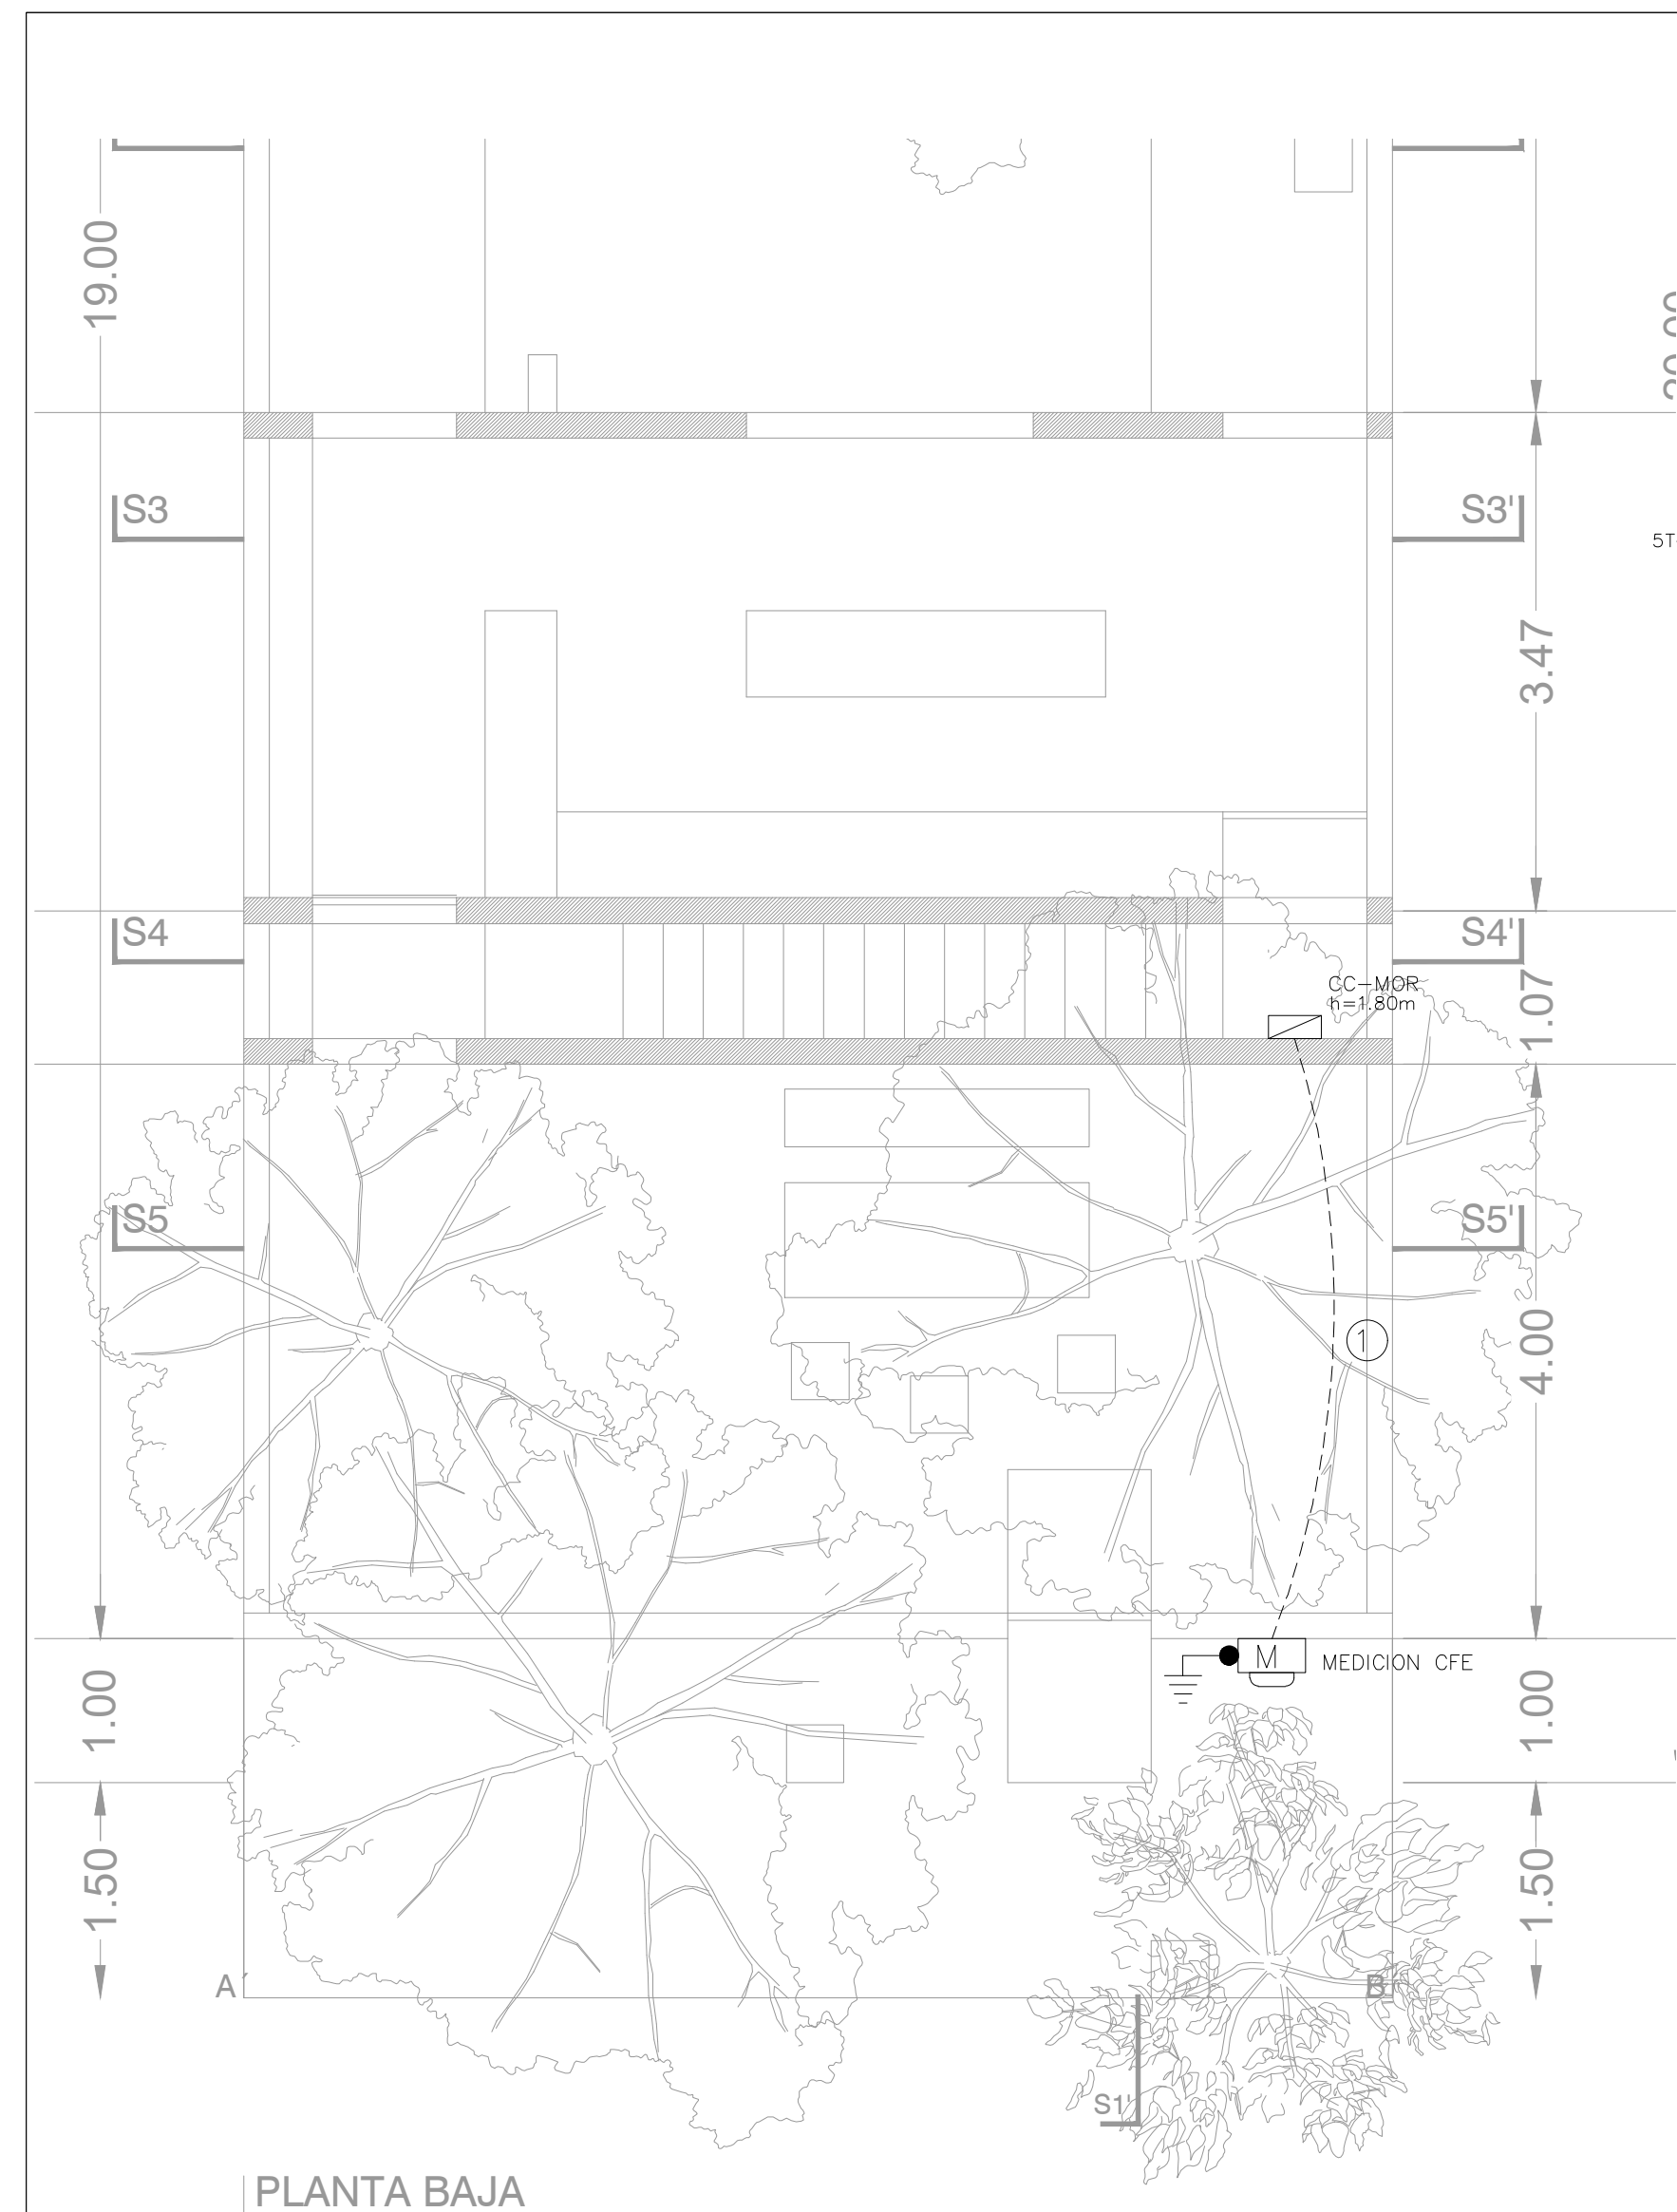 19.00
S3
S3'
5T
3.47
S4
S4'
CC-MOR
h=1.80m
1.07
S5
S5'
1
4.00
M
MEDICION CFE
1.00
1.00
1.50
1.50
A'
B'
S1'
PLANTA BAJA